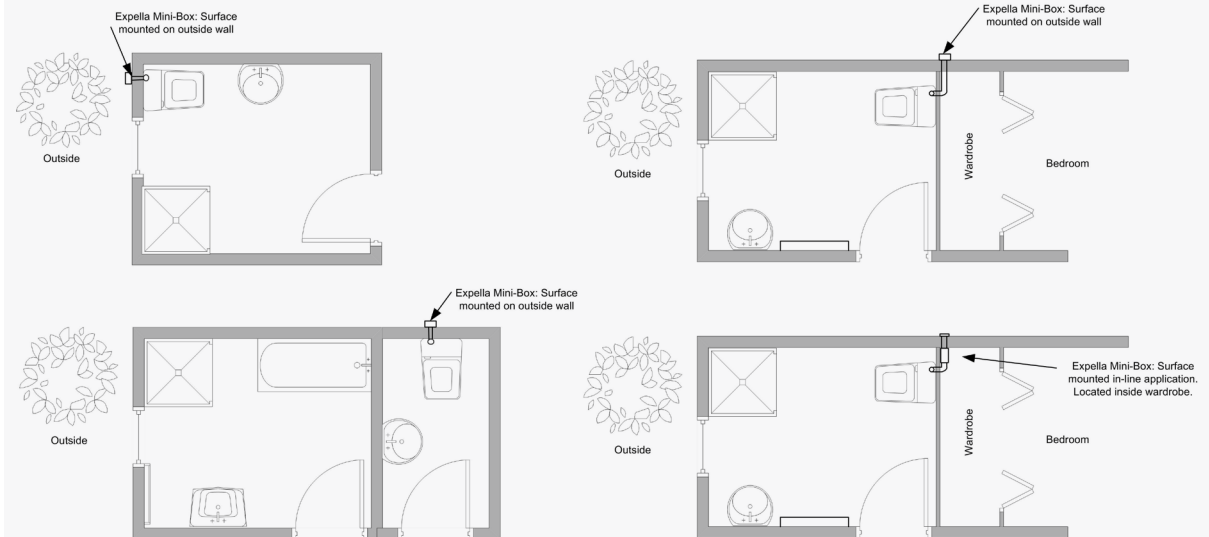 Expella Mini-Box: Surface
mounted on outside wall
Outside
Expella Mini-Box: Surface
mounted on outside wall
Outside
Wardrobe
Bedroom
Expella Mini-Box: Surface
mounted on outside wall
Outside
Expella Mini-Box: Surface
mounted in-line application.
Located inside wardrobe.
Outside
Wardrobe
Bedroom